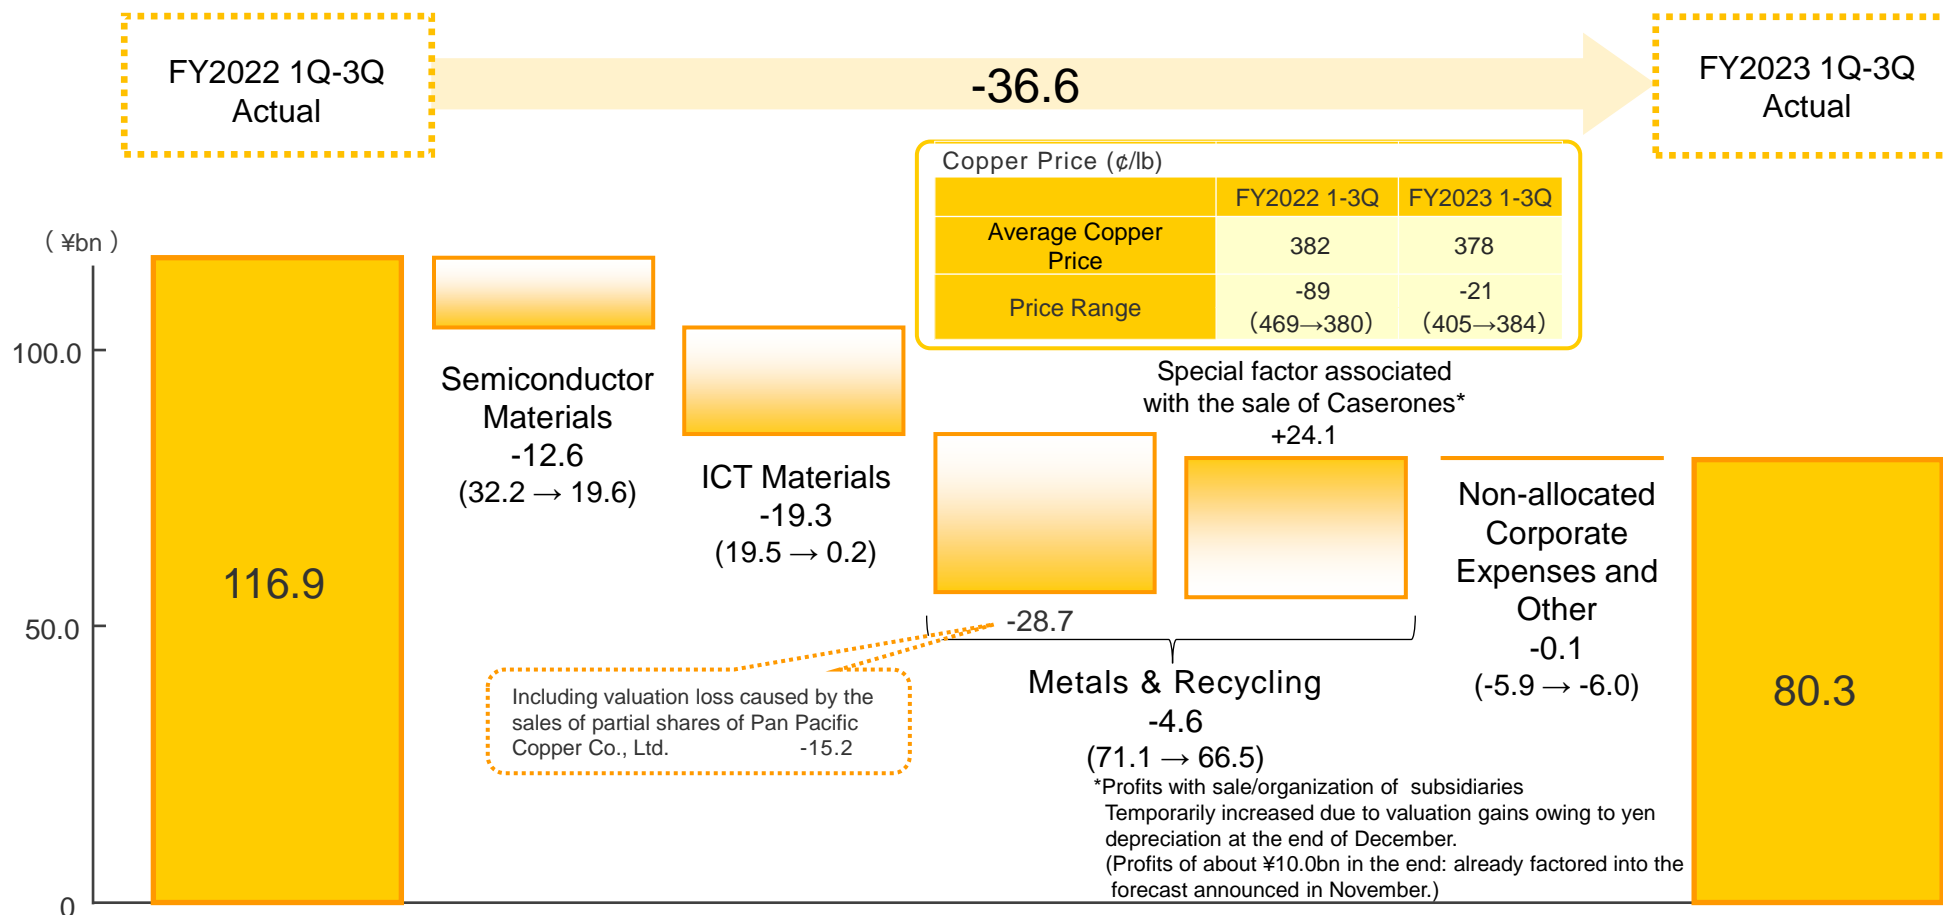 FY2022 1Q-3Q
Actual
-36.6
FY2023 1Q-3Q
Actual
Copper Price (¢/lb)
FY2022 1-3Q FY2023 1-3Q
Average Copper
Price
382 378
Price Range
-89 -21
（469→380） （405→384）
（ ¥bn ）
100.0
50.0
0
116.9
Semiconductor
Materials
-12.6
(32.2 → 19.6)
ICT Materials
-19.3
(19.5 → 0.2)
Special factor associated
with the sale of Caserones*
+24.1
-28.7
Including valuation loss caused by the
sales of partial shares of Pan Pacific
Copper Co., Ltd. -15.2
Metals & Recycling
-4.6
(71.1 → 66.5)
*Profits with sale/organization of subsidiaries
Temporarily increased due to valuation gains owing to yen
depreciation at the end of December.
(Profits of about ¥10.0bn in the end: already factored into the
forecast announced in November.)
Non-allocated
Corporate
Expenses and
Other
-0.1
(-5.9 → -6.0)
80.3